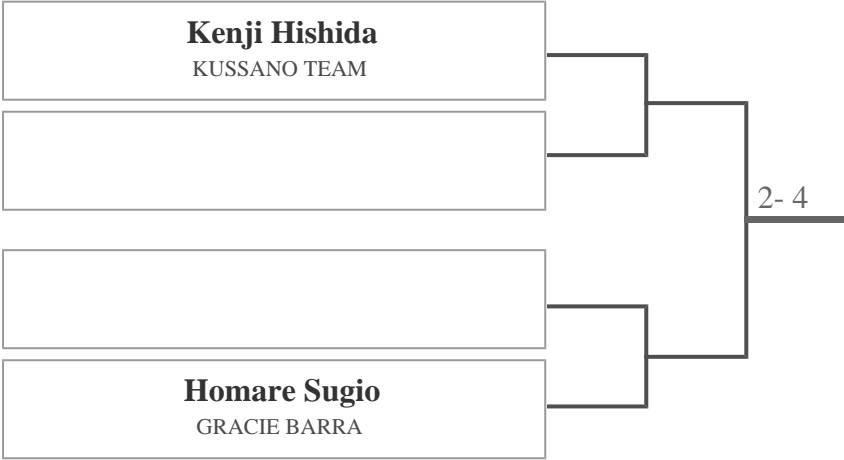 Kenji Hishida
KUSSANO TEAM
2- 4
Homare Sugio
GRACIE BARRA